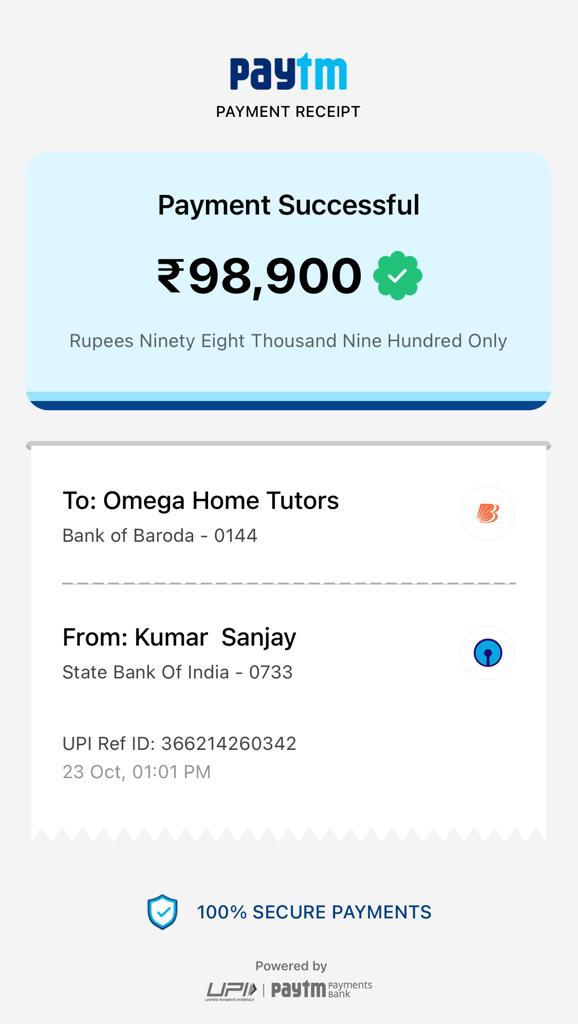 paytm
PAYMENT RECEIPT
Payment Successful
₹98,900
Rupees Ninety Eight Thousand Nine Hundred Only
To: Omega Home Tutors
Bank of Baroda - 0144
From: Kumar  Sanjay
State Bank Of India - 0733
UPI Ref ID: 366214260342
23 Oct, 01:01 PM
100% SECURE PAYMENTS
Powered by
UPI | paytm Payments Bank
UNIFIED PAYMENTS INTERFACE